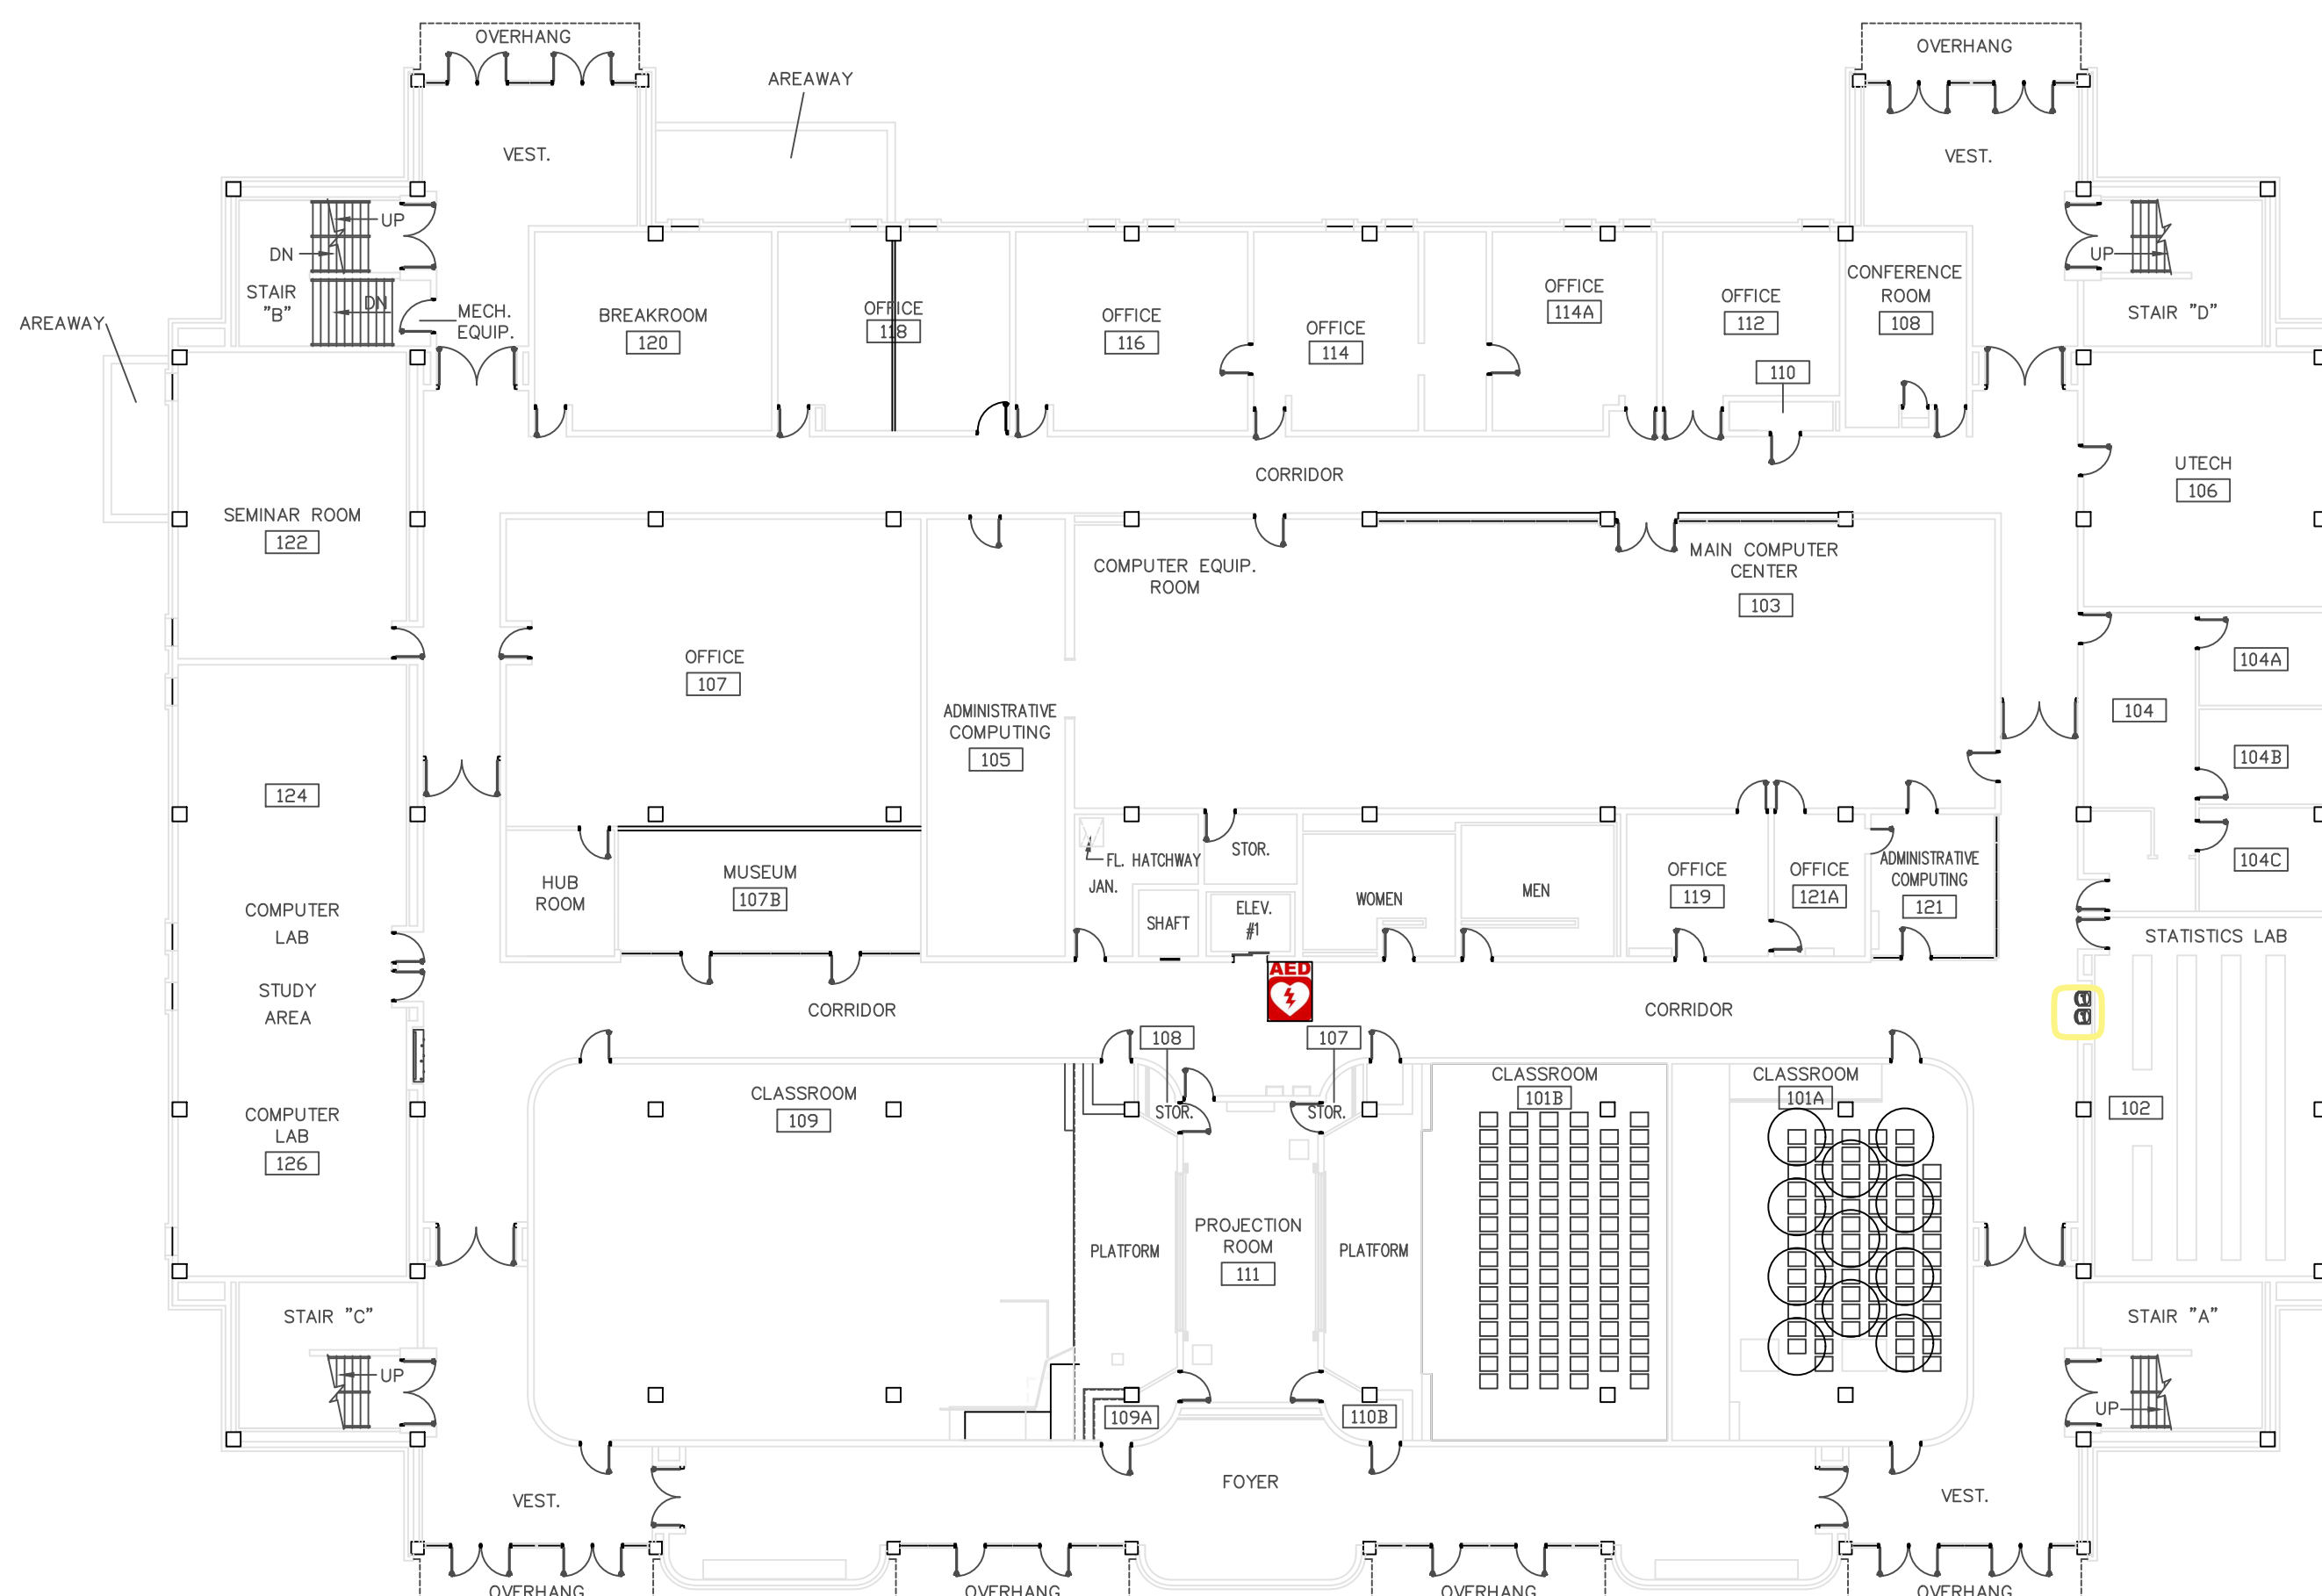 OVERHANG
OVERHANG
AREAWAY
VEST.
VEST.
UP
DN
STAIR
"B"
DN
MECH.
EQUIP.
AREAWAY
BREAKROOM
120
OFFICE
118
OFFICE
116
OFFICE
114
OFFICE
114A
OFFICE
112
110
CONFERENCE
ROOM
108
UP
STAIR "D"
CORRIDOR
UTECH
106
SEMINAR ROOM
122
COMPUTER EQUIP.
ROOM
MAIN COMPUTER
CENTER
103
OFFICE
107
ADMINISTRATIVE
COMPUTING
105
104A
104
104B
104C
124
COMPUTER
LAB
STUDY
AREA
COMPUTER
LAB
126
HUB
ROOM
MUSEUM
107B
FL. HATCHWAY
JAN.
STOR.
SHAFT
ELEV.
#1
WOMEN
MEN
OFFICE
119
OFFICE
121A
ADMINISTRATIVE
COMPUTING
121
STATISTICS LAB
102
AED
CORRIDOR
CORRIDOR
108
107
STOR.
STOR.
CLASSROOM
109
CLASSROOM
101B
CLASSROOM
101A
PLATFORM
PROJECTION
ROOM
111
PLATFORM
STAIR "C"
UP
STAIR "A"
UP
109A
110B
FOYER
VEST.
VEST.
OVERHANG
OVERHANG
OVERHANG
OVERHANG